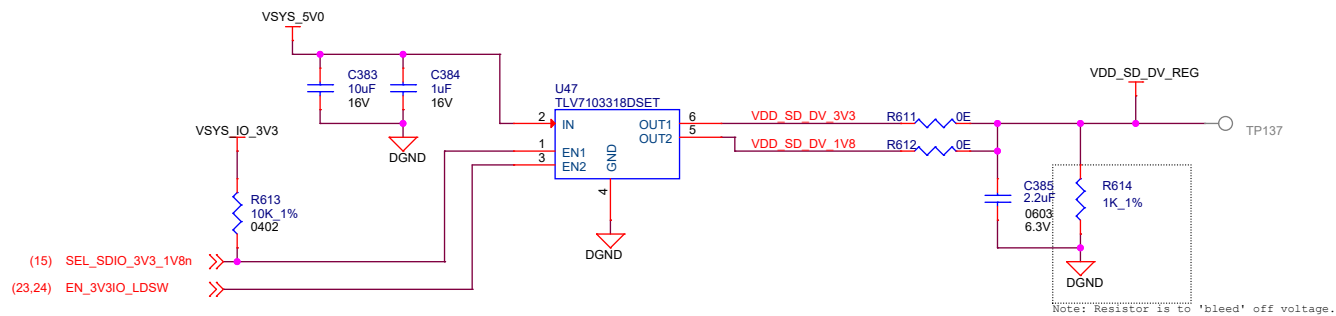 VSYS_5V0
C383
10uF
16V
C384
1uF
16V
DGND
VSYS_IO_3V3
R613
10K_1%
0402
(15) SEL_SDIO_3V3_1V8n
(23,24) EN_3V3IO_LDSW
U47
TLV7103318DSET
2 IN
1 EN1
3 EN2
GND
4
OUT1 6
OUT2 5
DGND
VDD_SD_DV_3V3
R611 0E
VDD_SD_DV_1V8
R612 0E
VDD_SD_DV_REG
TP137
C385
2.2uF
0603
6.3V
R614
1K_1%
DGND
Note: Resistor is to 'bleed' off voltage.